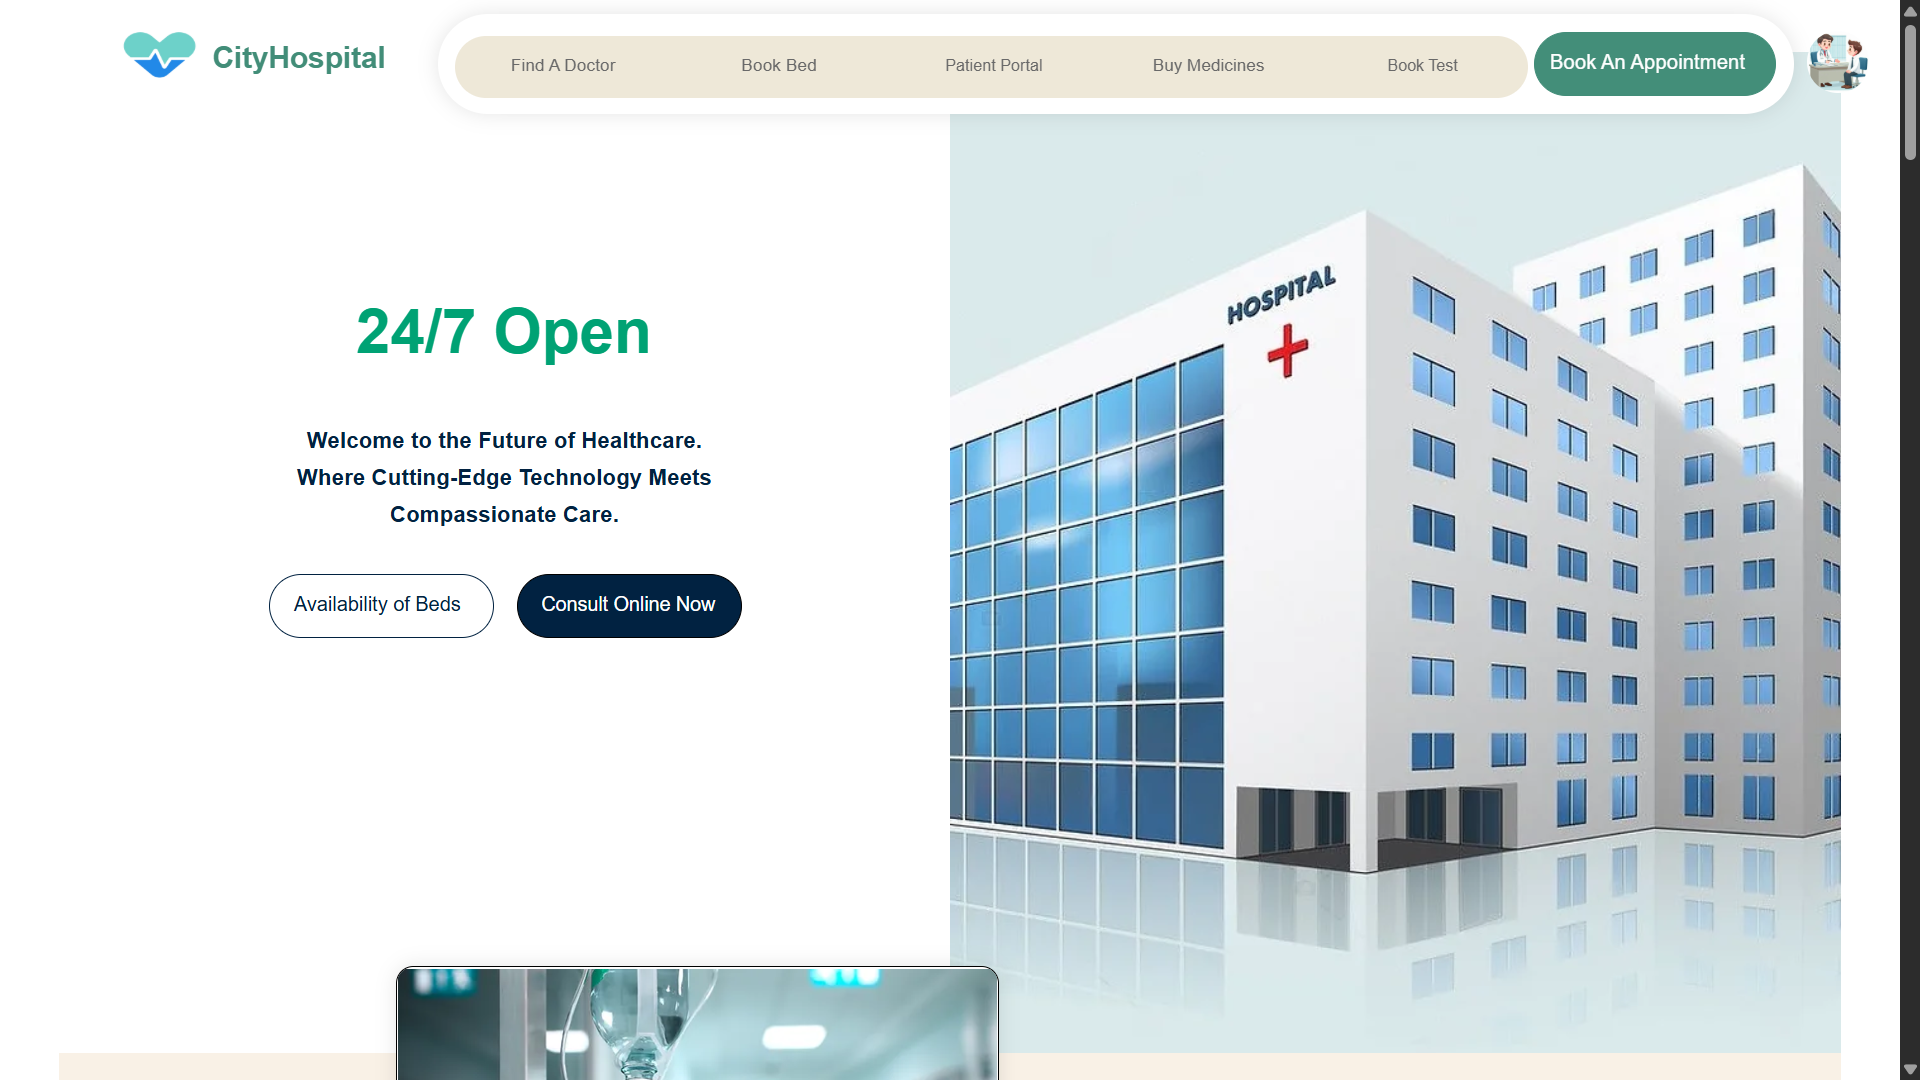 CityHospital
Find A Doctor
Book Bed
Patient Portal
Buy Medicines
Book Test
Book An Appointment
24/7 Open
Welcome to the Future of Healthcare.
Where Cutting-Edge Technology Meets
Compassionate Care.
Availability of Beds
Consult Online Now
HOSPITAL